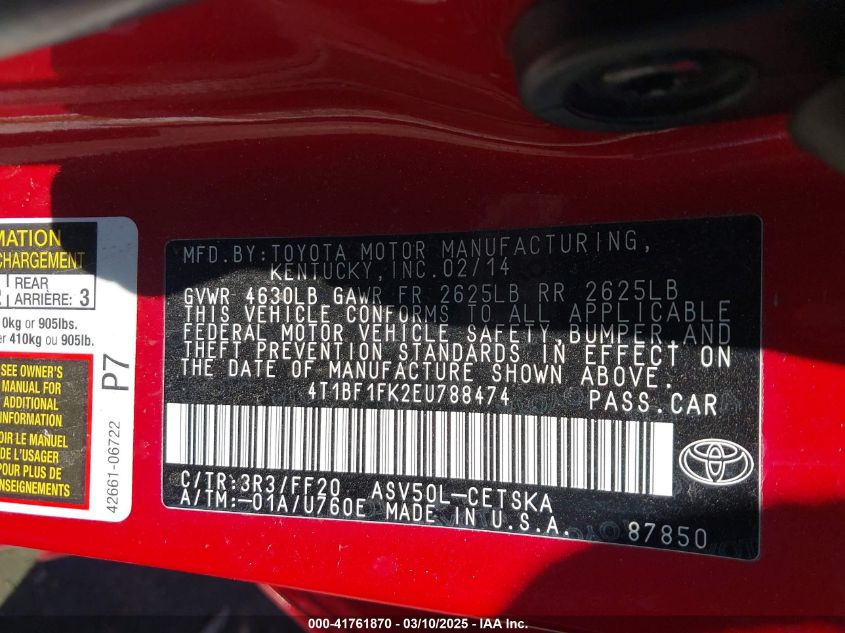 MATION
CHARGEMENT
REAR
ARRIÈRE: 3
0kg or 905lbs.
er 410kg ou 905lb.
SEE OWNER'S
MANUAL FOR
ADDITIONAL
INFORMATION
OIR LE MANUEL
POUR PLUS DE
ENSEIGNEMENTS
P7
42661-06722
MFD.BY:TOYOTA MOTOR MANUFACTURING,
KENTUCKY, INC.02/14
GVWR 4630LB GAWR FR 2625LB RR 2625LB
THIS VEHICLE CONFORMS TO ALL APPLICABLE
FEDERAL MOTOR VEHICLE SAFETY, BUMPER, AND
THEFT PREVENTION STANDARDS IN EFFECT ON
THE DATE OF MANUFACTURE SHOWN ABOVE.
4T1BF1FK2EU788474
PASS.CAR
C/TR:3R3/FF20 ASV50L-CETSKA
A/TM:-01A/U760E MADE IN U.S.A.
87850
000-41761870 - 03/10/2025 - IAA Inc.